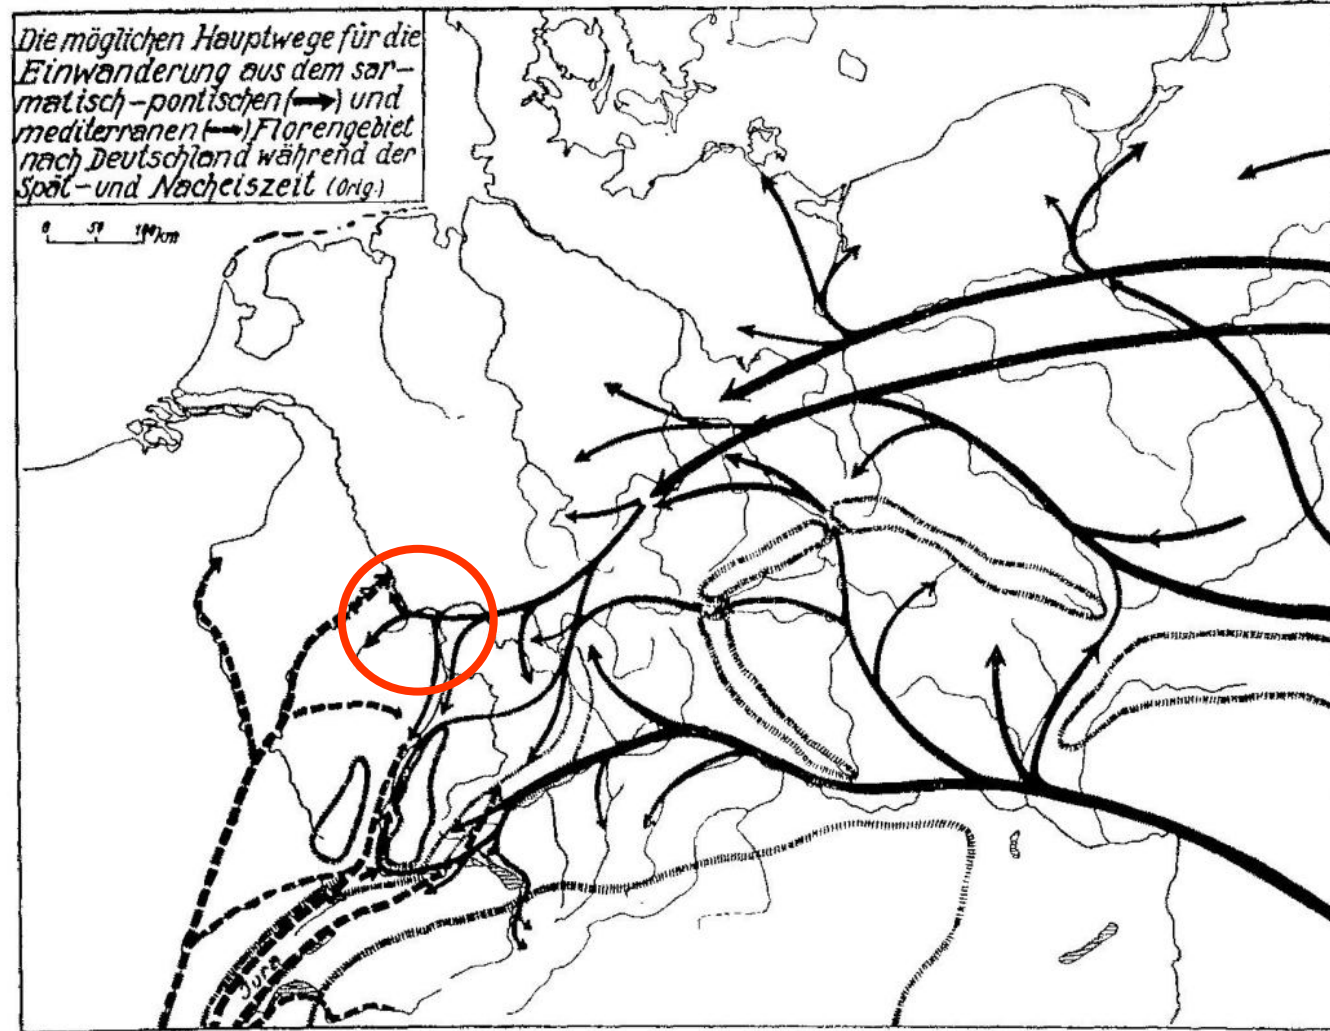 Die möglichen Hauptwege für die
Einwanderung aus dem sar-
matisch-pontischen (→) und
mediterranen (⇢) Florengebiet
nach Deutschland während der
Spät- und Nacheiszeit (Orig.)
0 50 100 km
Jura